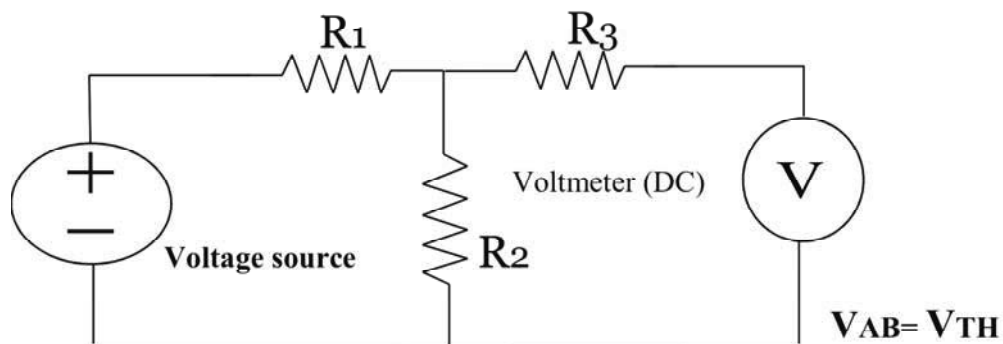 R1
R3
+
Voltmeter (DC)
V
−
Voltage source
R2
VAB= VTH